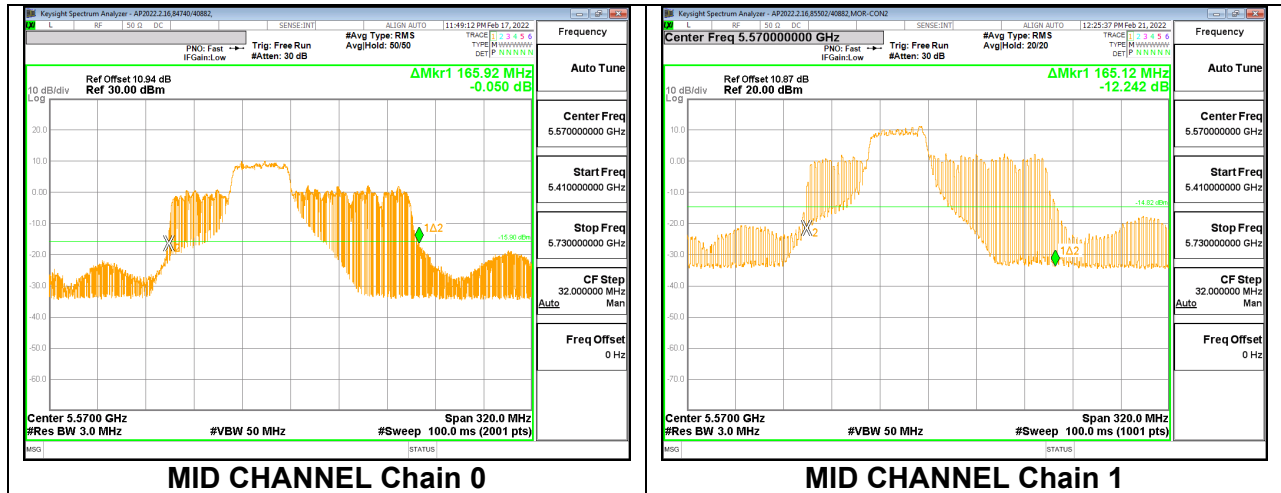 Keysight Spectrum Analyzer - AP2022.2.16,84740/40882,
L RF 50 Ω DC SENSE:INT ALIGN AUTO 11:49:12 PM Feb 17, 2022
PNO: Fast
IFGain:Low
Trig: Free Run
#Atten: 30 dB
#Avg Type: RMS
Avg|Hold: 50/50
TRACE 1 2 3 4 5 6
TYPE M WWWWW
DET P N N N N N
Ref Offset 10.94 dB
Ref 30.00 dBm
10 dB/div
Log
ΔMkr1 165.92 MHz
-0.050 dB
20.0
10.0
0.00
-10.0
-20.0
-30.0
-40.0
-50.0
-60.0
1Δ2
-15.90 dBm
Center 5.5700 GHz Span 320.0 MHz
#Res BW 3.0 MHz #VBW 50 MHz #Sweep 100.0 ms (2001 pts)
MSG STATUS
Frequency
Auto Tune
Center Freq
5.570000000 GHz
Start Freq
5.410000000 GHz
Stop Freq
5.730000000 GHz
CF Step
32.000000 MHz
Auto Man
Freq Offset
0 Hz
MID CHANNEL Chain 0
Keysight Spectrum Analyzer - AP2022.2.16,85502/40882,MOR-CON2
L RF 50 Ω DC SENSE:INT ALIGN AUTO 12:25:37 PM Feb 21, 2022
Center Freq 5.570000000 GHz
PNO: Fast
IFGain:Low
Trig: Free Run
#Atten: 30 dB
#Avg Type: RMS
Avg|Hold: 20/20
TRACE 1 2 3 4 5 6
TYPE M WWWWW
DET P N N N N N
Ref Offset 10.87 dB
Ref 20.00 dBm
10 dB/div
Log
ΔMkr1 165.12 MHz
-12.242 dB
10.0
0.00
-10.0
-20.0
-30.0
-40.0
-50.0
-60.0
-70.0
2
1Δ2
-14.82 dBm
Center 5.5700 GHz Span 320.0 MHz
#Res BW 3.0 MHz #VBW 50 MHz #Sweep 100.0 ms (1001 pts)
MSG STATUS
Frequency
Auto Tune
Center Freq
5.570000000 GHz
Start Freq
5.410000000 GHz
Stop Freq
5.730000000 GHz
CF Step
32.000000 MHz
Auto Man
Freq Offset
0 Hz
MID CHANNEL Chain 1